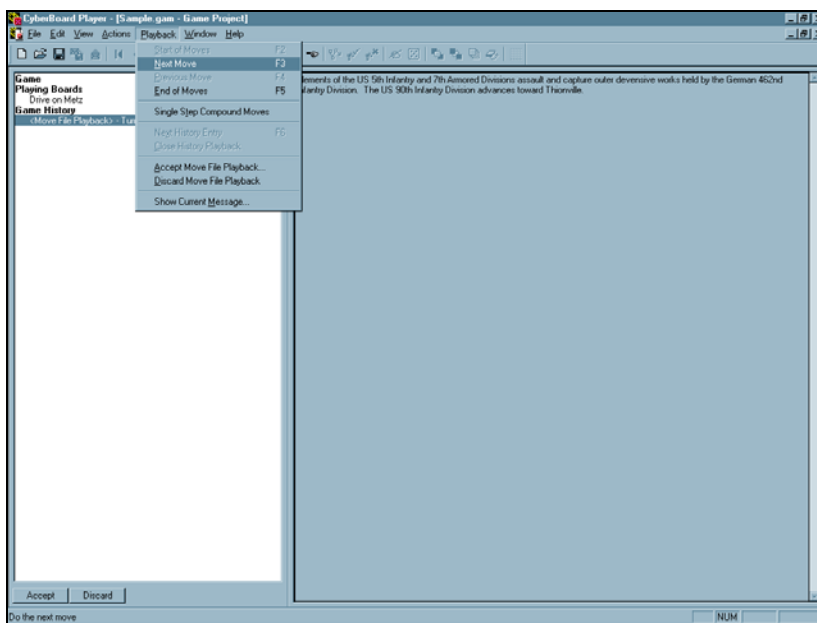 CyberBoard Player - [Sample.gam - Game Project]
File Edit View Actions Playback Window Help
Start of Moves F2
Next Move F3
Previous Move F4
End of Moves F5
Single Step Compound Moves
Next History Entry F6
Close History Playback
Accept Move File Playback...
Discard Move File Playback
Show Current Message...
Game
Playing Boards
Drive on Metz
Game History
<Move File Playback> -
lements of the US 5th Infantry and 7th Armored Divisions assault and capture outer devensive works held by the German 462nd
Infantry Division. The US 90th Infantry Division advances toward Thionville.
Accept Discard
Do the next move
NUM